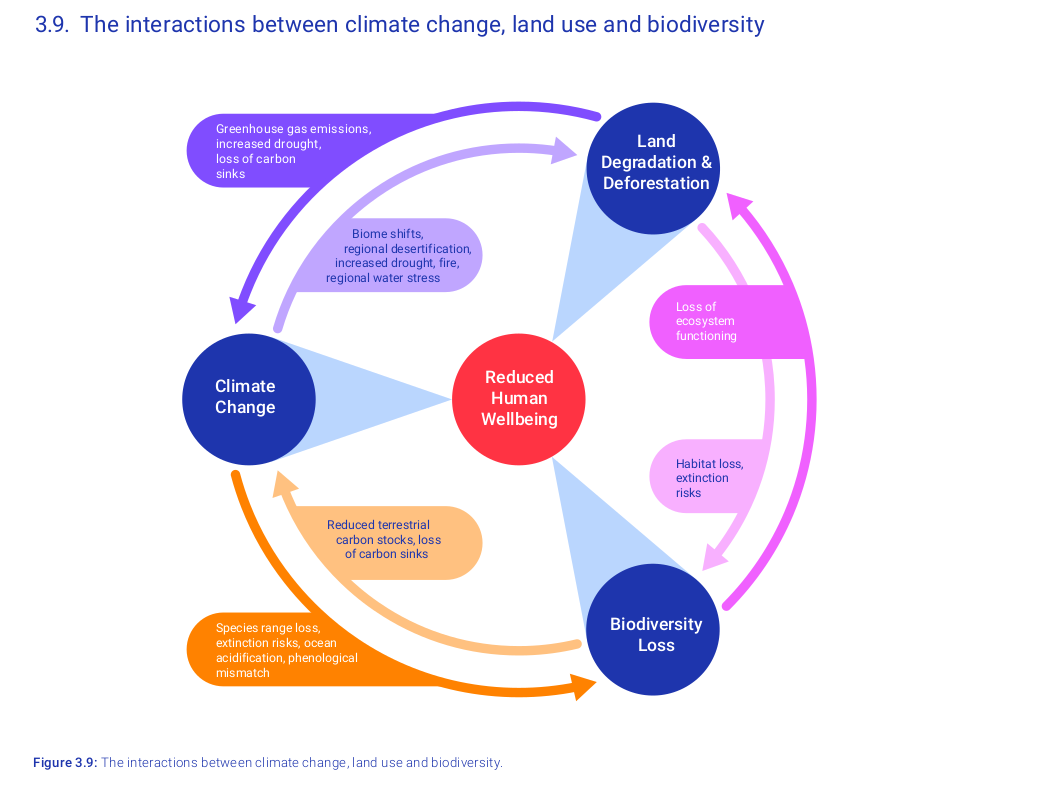 3.9. The interactions between climate change, land use and biodiversity
Greenhouse gas emissions,
increased drought,
loss of carbon
sinks
Land
Degradation &
Deforestation
Biome shifts,
regional desertification,
increased drought, fire,
regional water stress
Loss of
ecosystem
functioning
Climate
Change
Reduced
Human
Wellbeing
Habitat loss,
extinction
risks
Reduced terrestrial
carbon stocks, loss
of carbon sinks
Species range loss,
extinction risks, ocean
acidification, phenological
mismatch
Biodiversity
Loss
Figure 3.9: The interactions between climate change, land use and biodiversity.